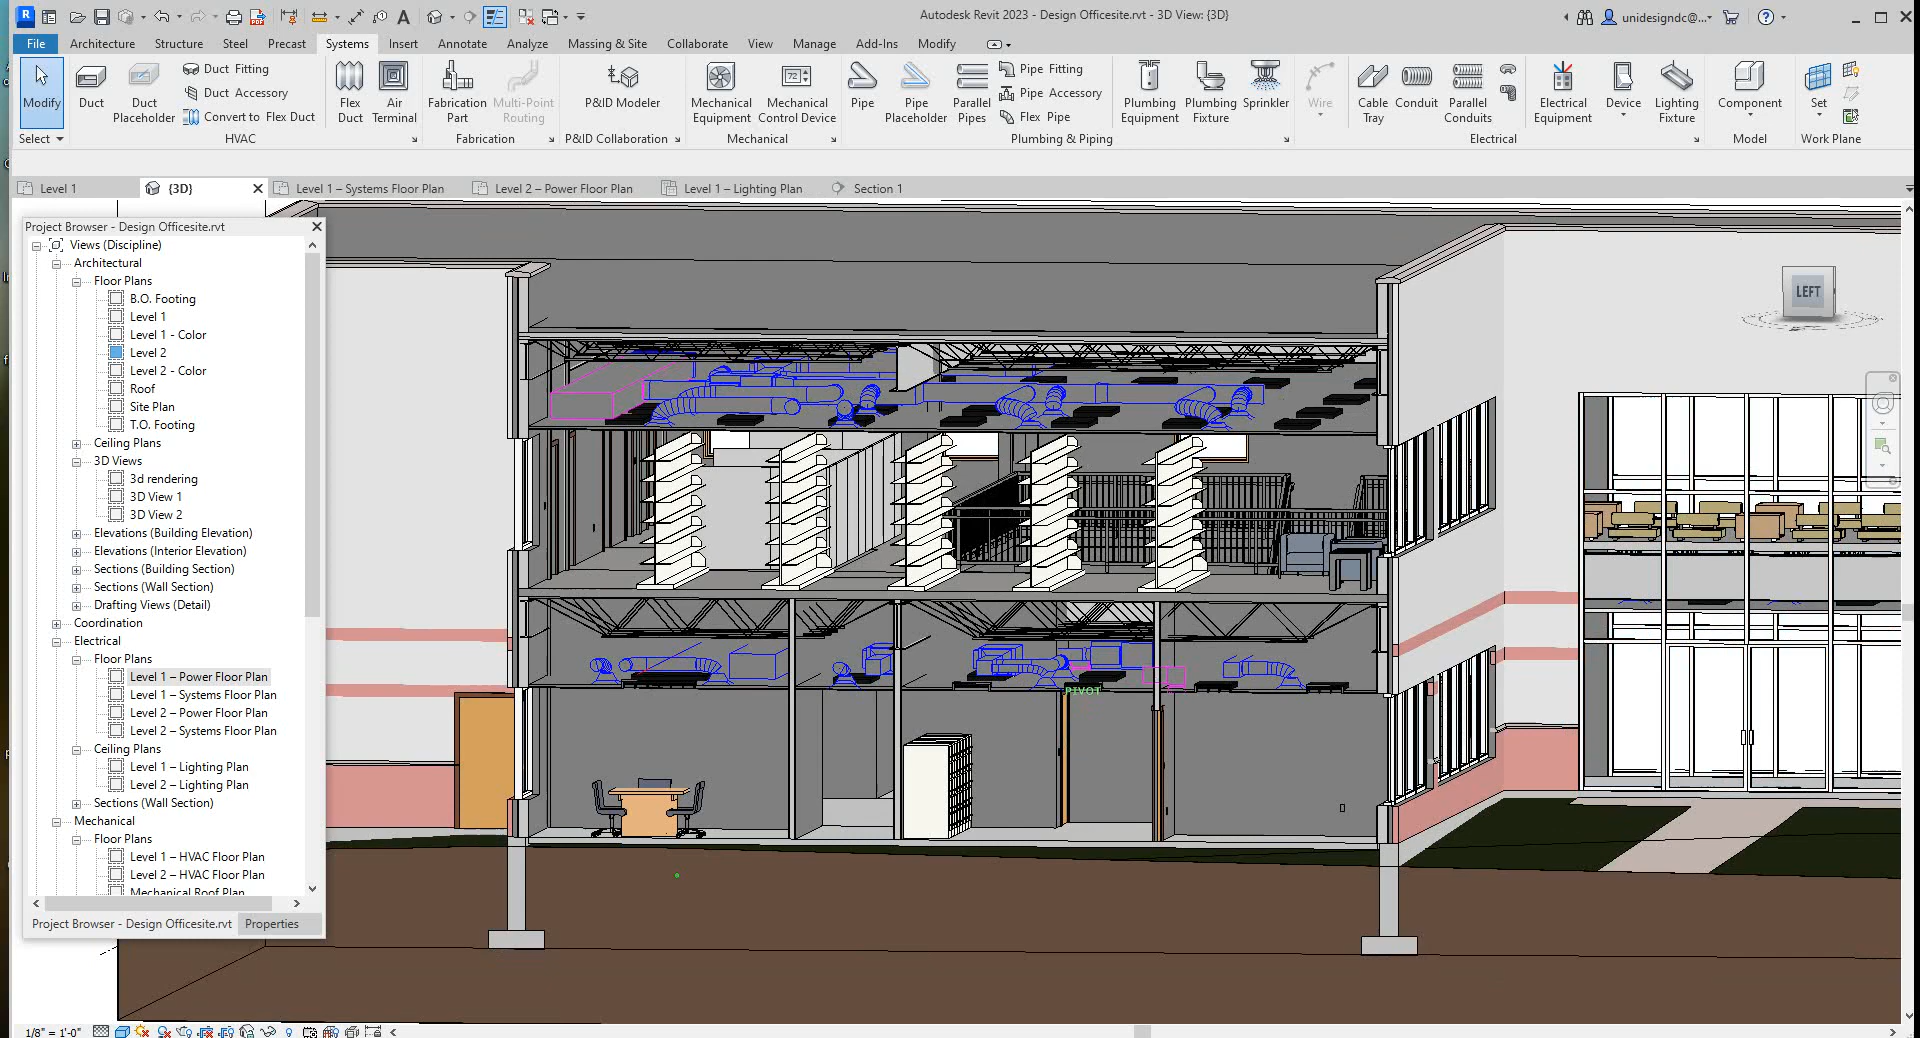 Autodesk Revit 2023 - Design Officesite.rvt - 3D View: {3D}
unidesigndc@...
File Architecture Structure Steel Precast Systems Insert Annotate Analyze Massing & Site Collaborate View Manage Add-Ins Modify
Modify
Select
Duct
Duct Placeholder
Duct Fitting
Duct Accessory
Convert to Flex Duct
Flex Duct
Air Terminal
HVAC
Fabrication Part
Multi-Point Routing
Fabrication
P&ID Modeler
P&ID Collaboration
Mechanical Equipment
72
Mechanical Control Device
Mechanical
Pipe
Pipe Placeholder
Parallel Pipes
Pipe Fitting
Pipe Accessory
Flex Pipe
Plumbing Equipment
Plumbing Fixture
Sprinkler
Plumbing & Piping
Wire
Cable Tray
Conduit
Parallel Conduits
Electrical Equipment
Device
Lighting Fixture
Electrical
Component
Model
Set
Work Plane
Level 1
{3D}
Level 1 – Systems Floor Plan
Level 2 – Power Floor Plan
Level 1 – Lighting Plan
Section 1
Project Browser - Design Officesite.rvt
Views (Discipline)
Architectural
Floor Plans
B.O. Footing
Level 1
Level 1 - Color
Level 2
Level 2 - Color
Roof
Site Plan
T.O. Footing
Ceiling Plans
3D Views
3d rendering
3D View 1
3D View 2
Elevations (Building Elevation)
Elevations (Interior Elevation)
Sections (Building Section)
Sections (Wall Section)
Drafting Views (Detail)
Coordination
Electrical
Floor Plans
Level 1 – Power Floor Plan
Level 1 – Systems Floor Plan
Level 2 – Power Floor Plan
Level 2 – Systems Floor Plan
Ceiling Plans
Level 1 – Lighting Plan
Level 2 – Lighting Plan
Sections (Wall Section)
Mechanical
Floor Plans
Level 1 – HVAC Floor Plan
Level 2 – HVAC Floor Plan
Mechanical Roof Plan
Project Browser - Design Officesite.rvt
Properties
LEFT
PIVOT
1/8" = 1'-0"